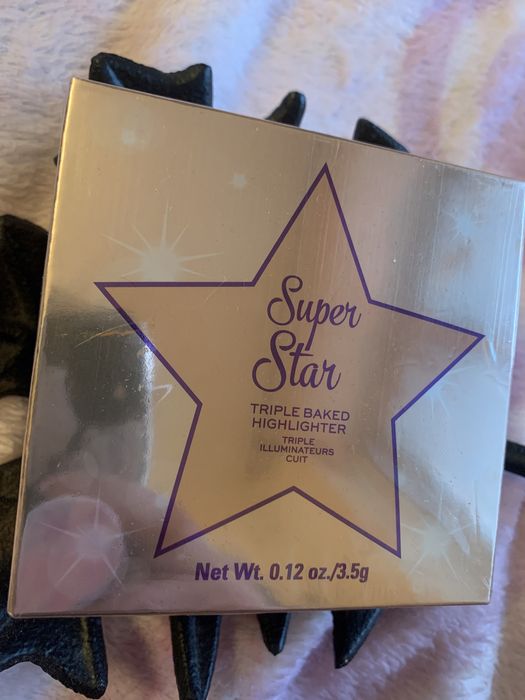 Super
Star
TRIPLE BAKED
HIGHLIGHTER
TRIPLE
ILLUMINATEURS
CUIT
Net Wt. 0.12 oz./3.5g